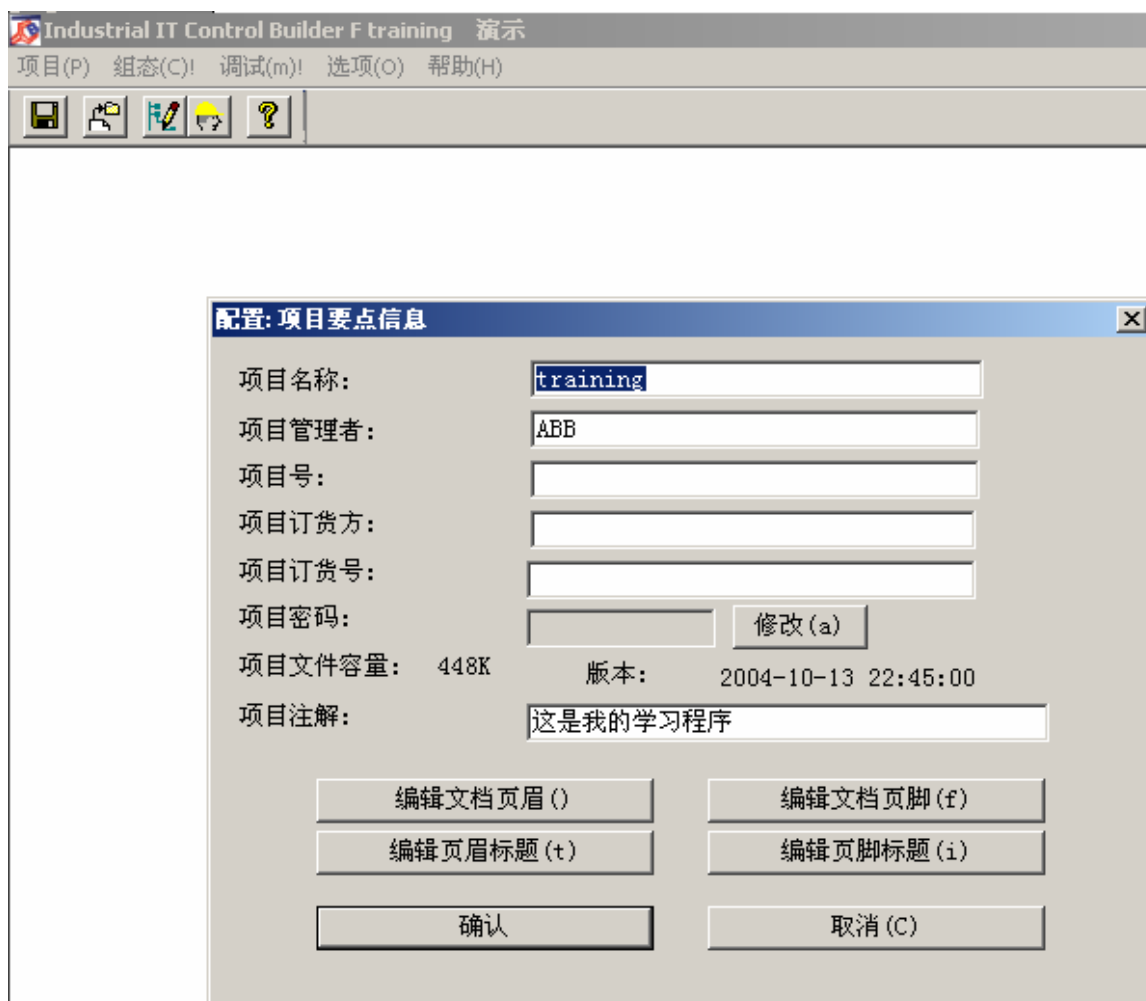 Industrial IT Control Builder F training 演示
项目(P) 组态(C)! 调试(m)! 选项(O) 帮助(H)
配置: 项目要点信息
项目名称: training
项目管理者: ABB
项目号:
项目订货方:
项目订货号:
项目密码: 修改(a)
项目文件容量: 448K 版本: 2004-10-13 22:45:00
项目注解: 这是我的学习程序
编辑文档页眉() 编辑文档页脚(f)
编辑页眉标题(t) 编辑页脚标题(i)
确认 取消(C)